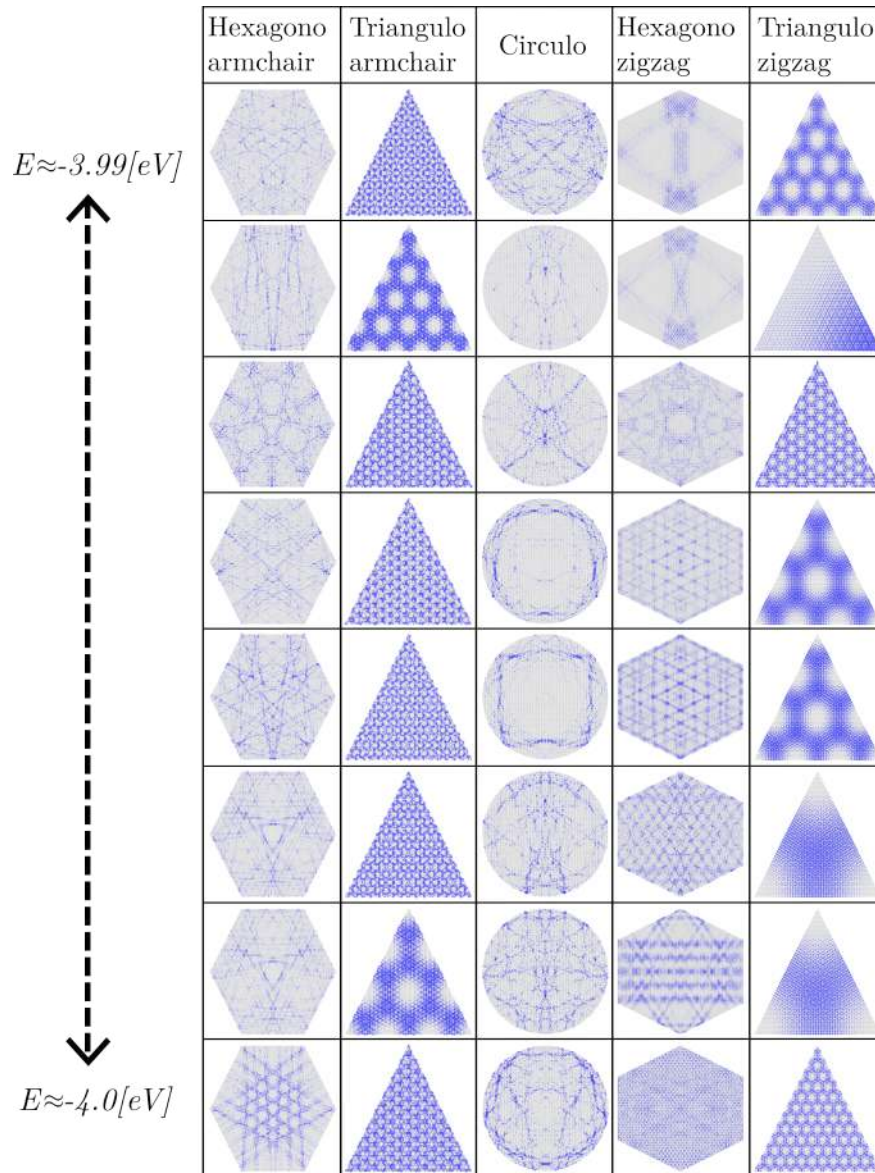 Hexagono
armchair
Triangulo
armchair
Circulo
Hexagono
zigzag
Triangulo
zigzag
E≈-3.99[eV]
E≈-4.0[eV]